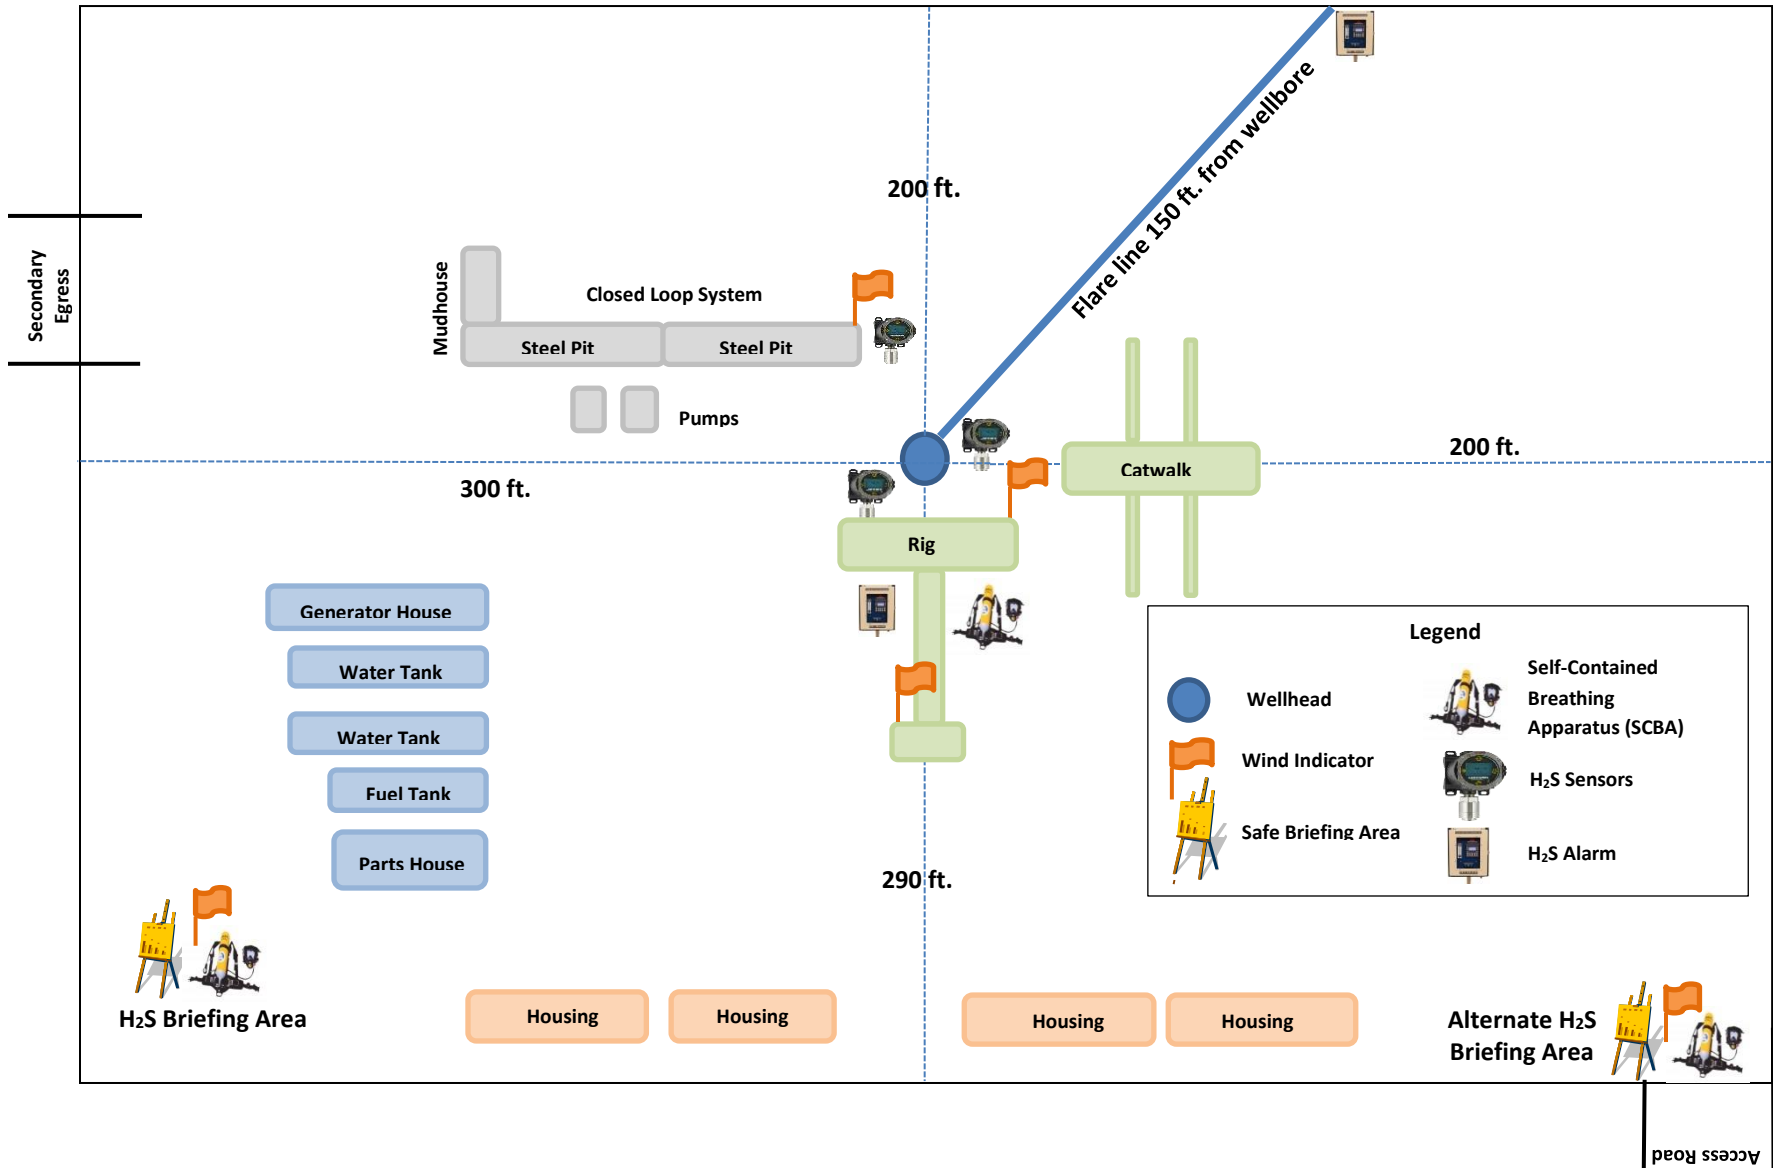 200 ft.
Flare line 150 ft. from wellbore
Secondary
Egress
Mudhouse
Closed Loop System
Steel Pit
Steel Pit
Pumps
300 ft.
200 ft.
Catwalk
Rig
Generator House
Water Tank
Water Tank
Fuel Tank
Parts House
290 ft.
Legend
Wellhead
Wind Indicator
Safe Briefing Area
Self-Contained
Breathing
Apparatus (SCBA)
H2S Sensors
H2S Alarm
H2S Briefing Area
Housing
Housing
Housing
Housing
Alternate H2S
Briefing Area
Access Road